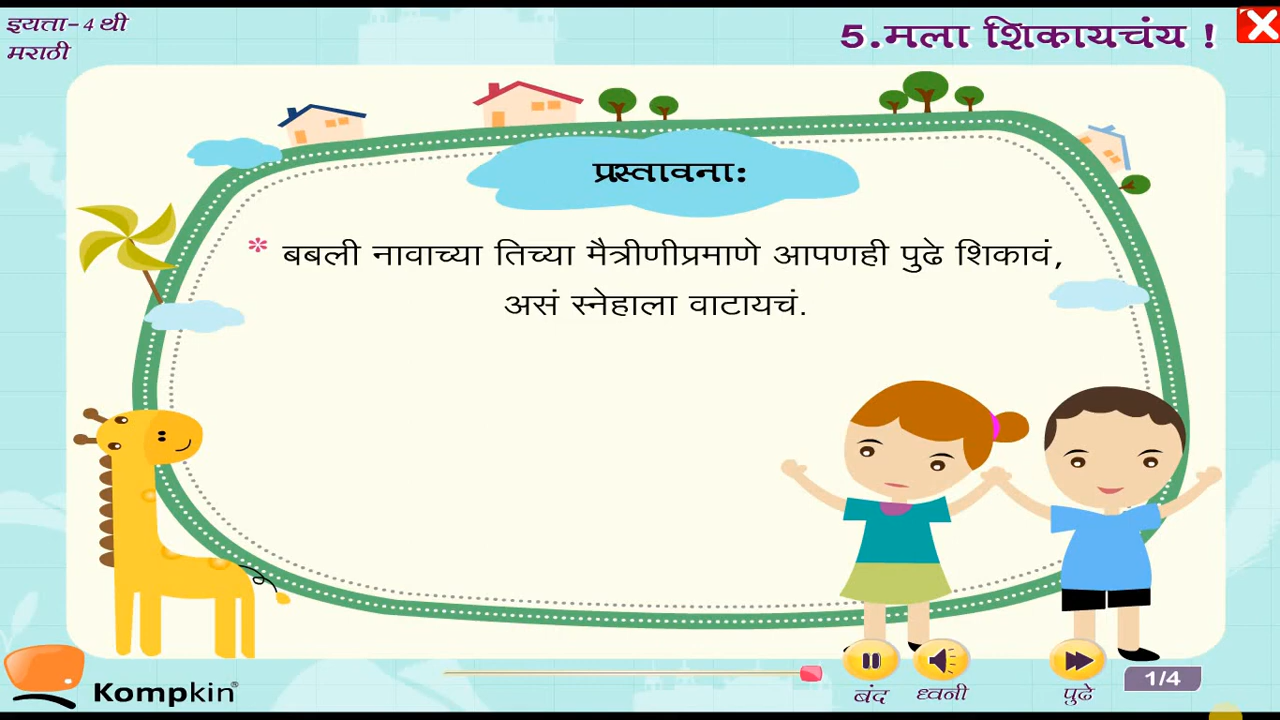 इयत्ता- 4 थी
मराठी
5.मला शिकायचंय !
प्रस्तावना:
* बबली नावाच्या तिच्या मैत्रीणीप्रमाणे आपणही पुढे शिकावं,
असं स्नेहाला वाटायचं.
Kompkin®
बंद
ध्वनी
पुढे
1/4